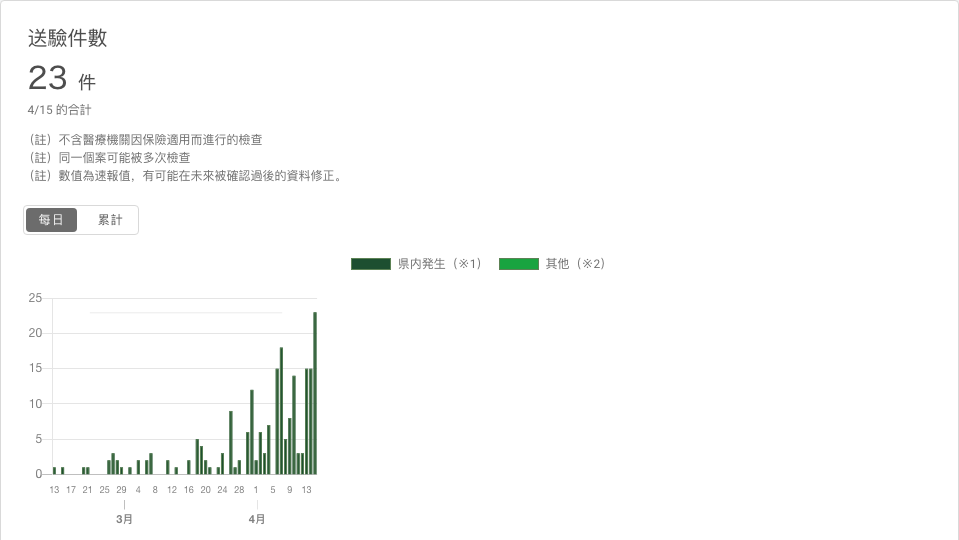 送驗件數
23 件
4/15 的合計
（註）不含醫療機關因保險適用而進行的檢查
（註）同一個案可能被多次檢查
（註）數值為速報值，有可能在未來被確認過後的資料修正。
每日 累計
県内発生（※1） 其他（※2）
25
20
15
10
5
0
13 17 21 25 29 4 8 12 16 20 24 28 1 5 9 13
3月 4月